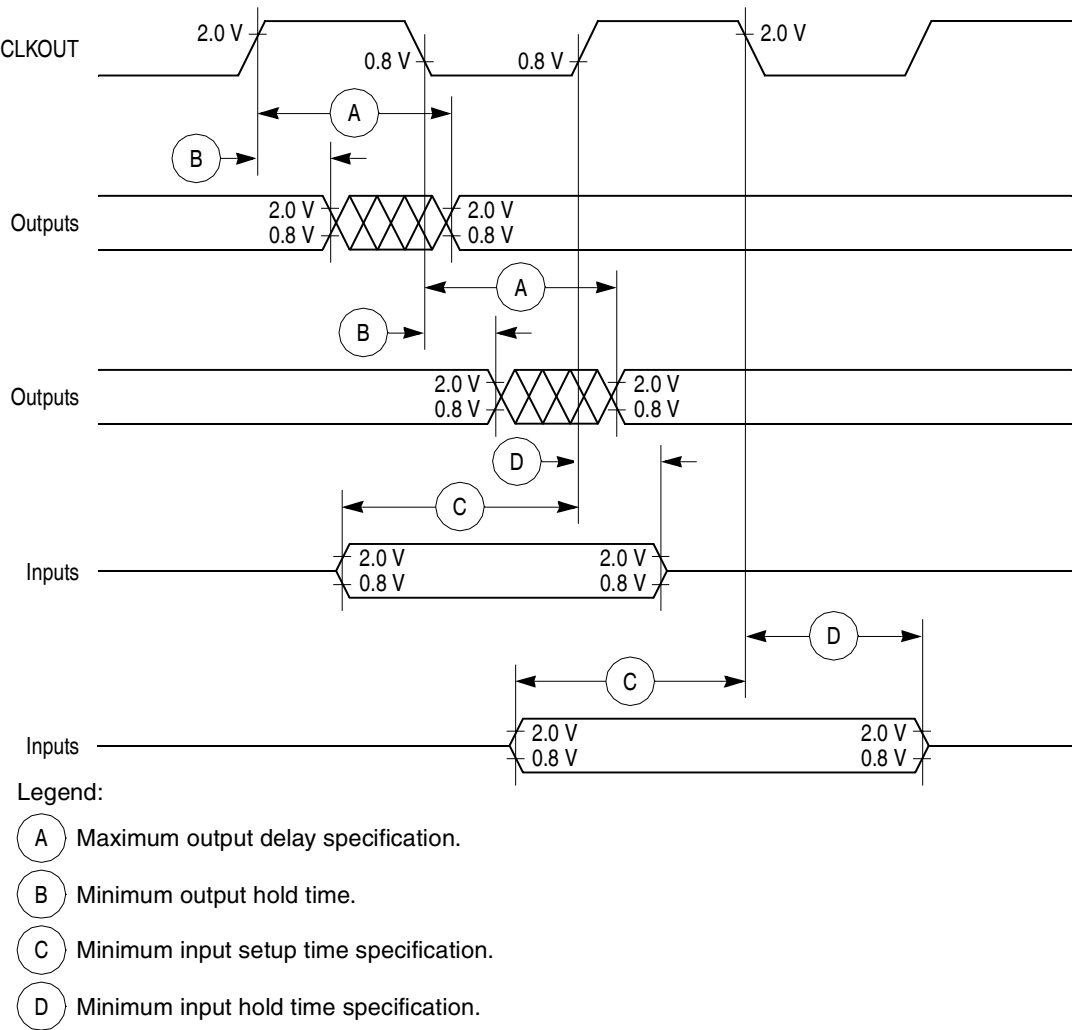 2.0 V
2.0 V
CLKOUT
0.8 V
0.8 V
A
B
2.0 V
2.0 V
Outputs
0.8 V
0.8 V
A
B
2.0 V
2.0 V
Outputs
0.8 V
0.8 V
D
C
2.0 V
2.0 V
Inputs
0.8 V
0.8 V
D
C
2.0 V
2.0 V
Inputs
0.8 V
0.8 V
Legend:
A Maximum output delay specification.
B Minimum output hold time.
C Minimum input setup time specification.
D Minimum input hold time specification.